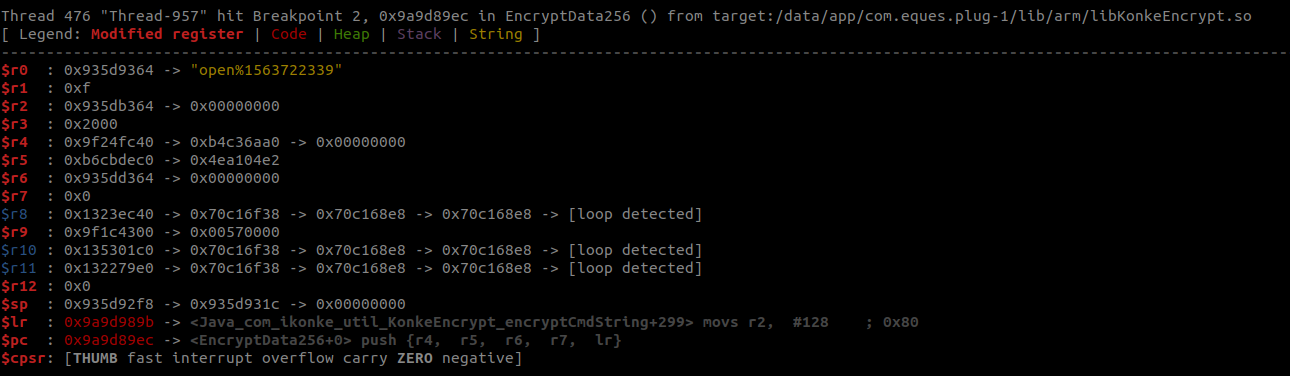 Thread 476 "Thread-957" hit Breakpoint 2, 0x9a9d89ec in EncryptData256 () from target:/data/app/com.eques.plug-1/lib/arm/libKonkeEncrypt.so
[ Legend: Modified register | Code | Heap | Stack | String ]
$r0  : 0x935d9364 -> "open%1563722339"
$r1  : 0xf
$r2  : 0x935db364 -> 0x00000000
$r3  : 0x2000
$r4  : 0x9f24fc40 -> 0xb4c36aa0 -> 0x00000000
$r5  : 0xb6cbdec0 -> 0x4ea104e2
$r6  : 0x935dd364 -> 0x00000000
$r7  : 0x0
$r8  : 0x1323ec40 -> 0x70c16f38 -> 0x70c168e8 -> 0x70c168e8 -> [loop detected]
$r9  : 0x9f1c4300 -> 0x00570000
$r10 : 0x135301c0 -> 0x70c16f38 -> 0x70c168e8 -> 0x70c168e8 -> [loop detected]
$r11 : 0x132279e0 -> 0x70c16f38 -> 0x70c168e8 -> 0x70c168e8 -> [loop detected]
$r12 : 0x0
$sp  : 0x935d92f8 -> 0x935d931c -> 0x00000000
$lr  : 0x9a9d989b -> <Java_com_ikonke_util_KonkeEncrypt_encryptCmdString+299> movs r2,  #128    ; 0x80
$pc  : 0x9a9d89ec -> <EncryptData256+0> push {r4,  r5,  r6,  r7,  lr}
$cpsr: [THUMB fast interrupt overflow carry ZERO negative]